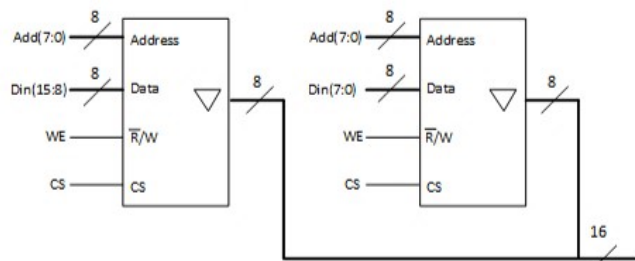 8
Add(7:0)
Address
8
Din(15:8)
Data
8
WE
R̅/W
CS
CS
8
Add(7:0)
Address
8
Din(7:0)
Data
8
WE
R̅/W
CS
CS
16